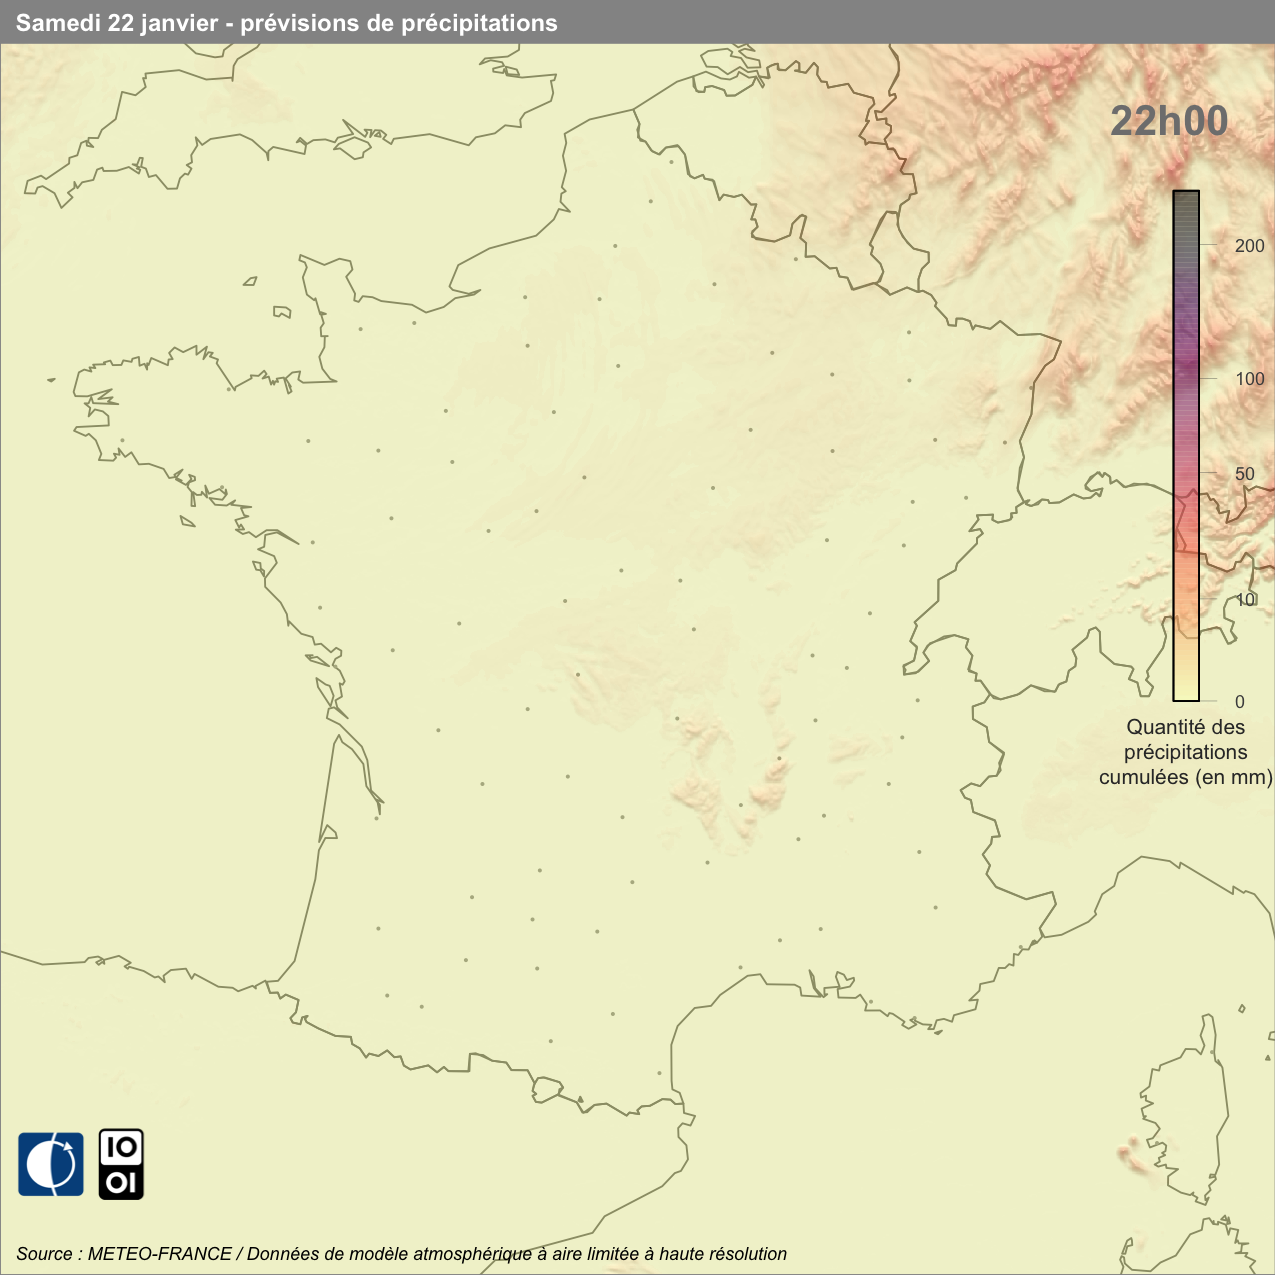 Samedi 22 janvier - prévisions de précipitations
22h00
200
100
50
10
0
Quantité des
précipitations
cumulées (en mm)
IO
OI
Source : METEO-FRANCE / Données de modèle atmosphérique à aire limitée à haute résolution